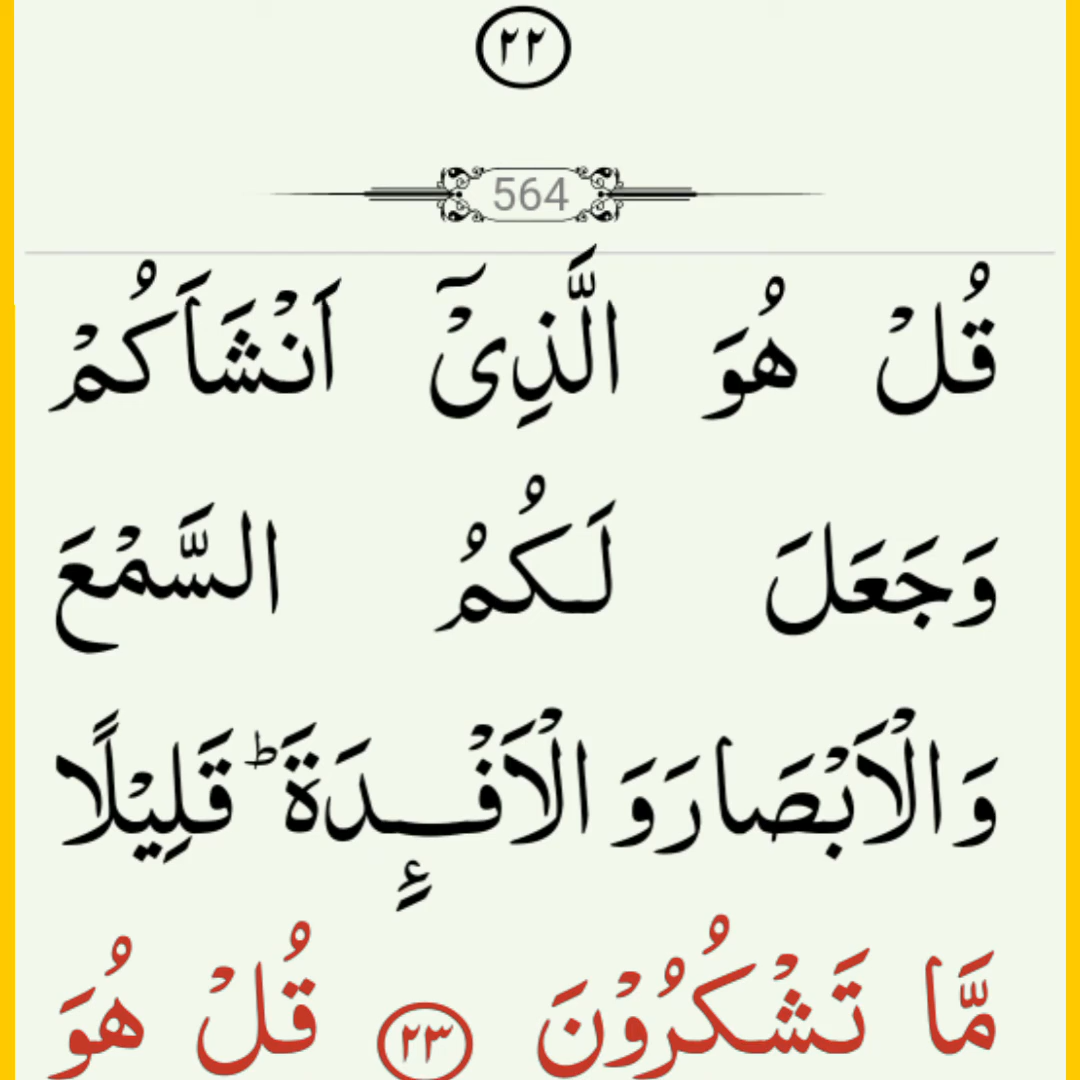 ٢٢
564
قُلْ هُوَ الَّذِیْۤ اَنْشَاَكُمْ
وَجَعَلَ لَكُمُ السَّمْعَ
وَالْاَبْصَارَ وَ الْاَفْـِٕدَةَ ؕ قَلِیْلًا
مَّا تَشْكُرُوْنَ ٢٣ قُلْ هُوَ